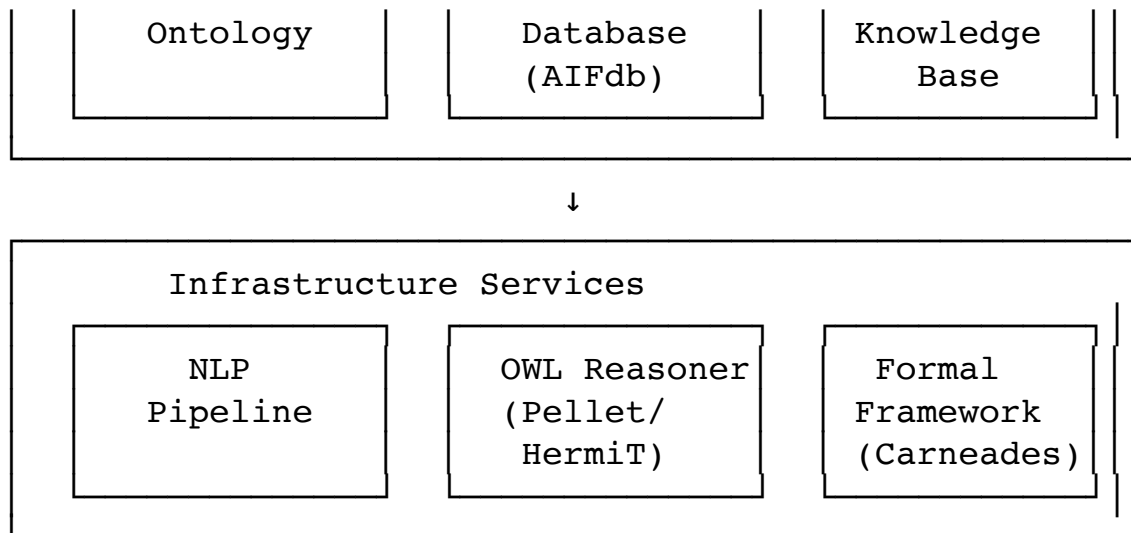 Ontology Database Knowledge
(AIFdb) Base
↓
Infrastructure Services
NLP OWL Reasoner Formal
Pipeline (Pellet/ Framework
HermiT) (Carneades)